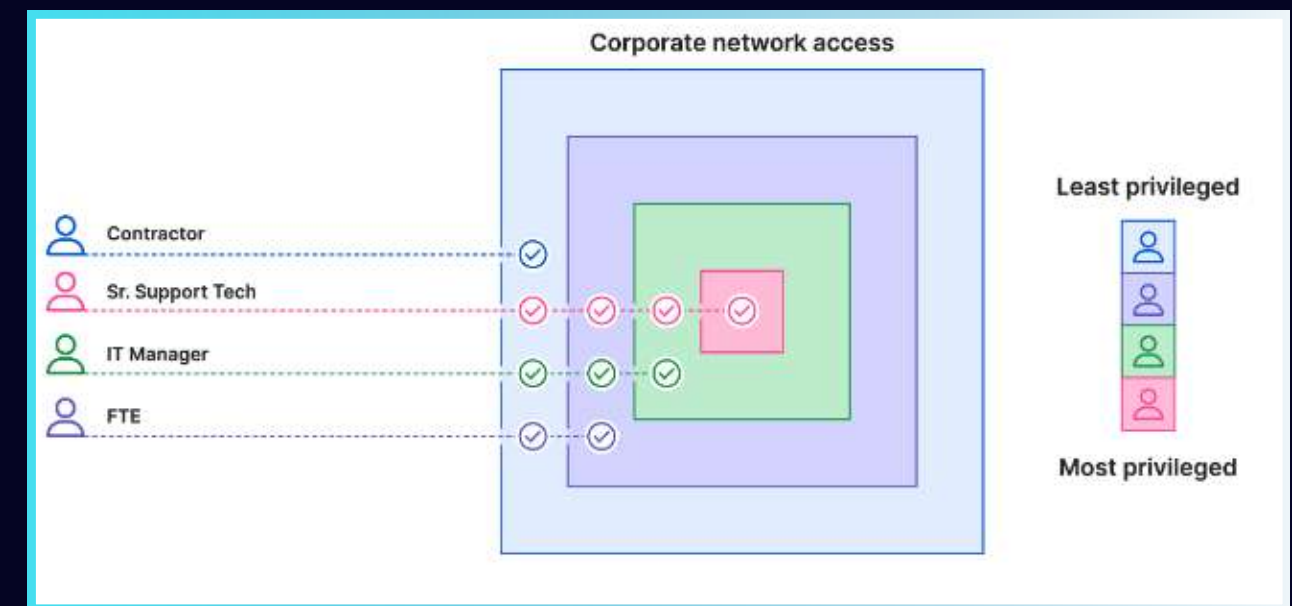 Corporate network access
Least privileged
Contractor
Sr. Support Tech
IT Manager
FTE
Most privileged